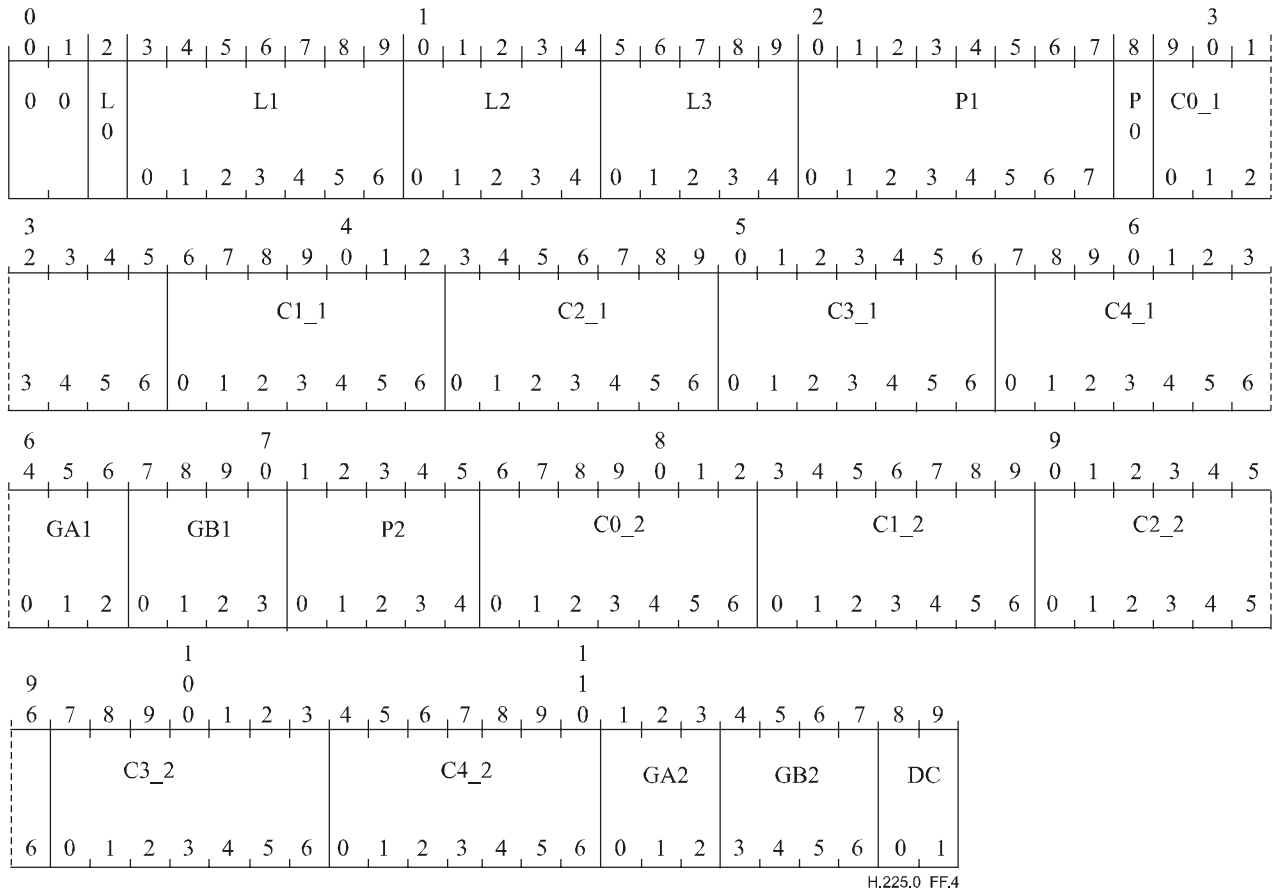 0 1 2 3
0 1 2 3 4 5 6 7 8 9 0 1 2 3 4 5 6 7 8 9 0 1 2 3 4 5 6 7 8 9 0 1
0 0 L0 L1 L2 L3 P1 P0 C0_1
0 1 2 3 4 5 6 0 1 2 3 4 0 1 2 3 4 0 1 2 3 4 5 6 7 0 1 2
3 4 5 6
2 3 4 5 6 7 8 9 0 1 2 3 4 5 6 7 8 9 0 1 2 3 4 5 6 7 8 9 0 1 2 3
C1_1 C2_1 C3_1 C4_1
3 4 5 6 0 1 2 3 4 5 6 0 1 2 3 4 5 6 0 1 2 3 4 5 6 0 1 2 3 4 5 6
6 7 8 9
4 5 6 7 8 9 0 1 2 3 4 5 6 7 8 9 0 1 2 3 4 5 6 7 8 9 0 1 2 3 4 5
GA1 GB1 P2 C0_2 C1_2 C2_2
0 1 2 0 1 2 3 0 1 2 3 4 0 1 2 3 4 5 6 0 1 2 3 4 5 6 0 1 2 3 4 5
1 1
9 0 1
6 7 8 9 0 1 2 3 4 5 6 7 8 9 0 1 2 3 4 5 6 7 8 9
C3_2 C4_2 GA2 GB2 DC
6 0 1 2 3 4 5 6 0 1 2 3 4 5 6 0 1 2 3 4 5 6 0 1
H.225.0_FF.4